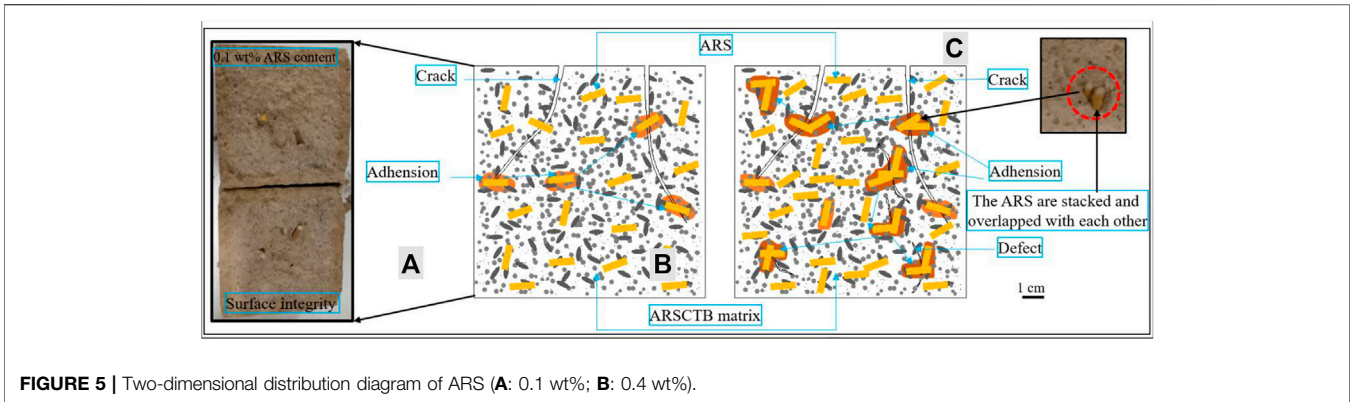 0.1 wt% ARS content
Surface integrity
A
Crack
ARS
Adhension
B
ARSCTB matrix
C
Crack
Adhension
The ARS are stacked and
overlapped with each other
Defect
1 cm
FIGURE 5 | Two-dimensional distribution diagram of ARS (A: 0.1 wt%; B: 0.4 wt%).